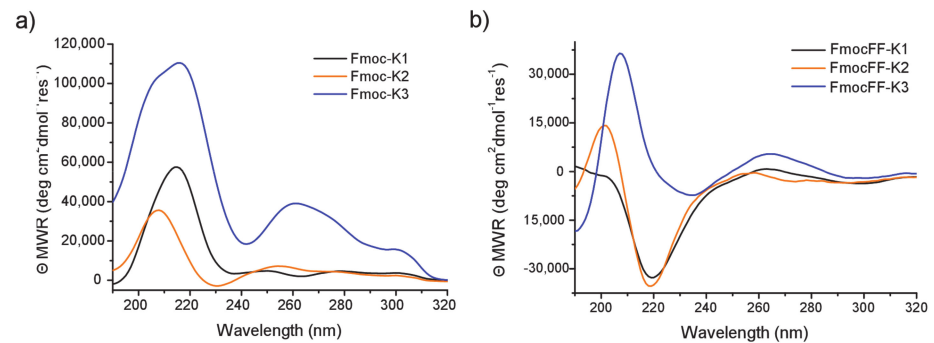 a)
120,000
100,000
80,000
60,000
40,000
20,000
0
200 220 240 260 280 300 320
Wavelength (nm)
Θ MWR (deg cm²dmol⁻¹res⁻¹)
Fmoc-K1
Fmoc-K2
Fmoc-K3
b)
30,000
15,000
0
-15,000
-30,000
200 220 240 260 280 300 320
Wavelength (nm)
Θ MWR (deg cm²dmol⁻¹res⁻¹)
FmocFF-K1
FmocFF-K2
FmocFF-K3